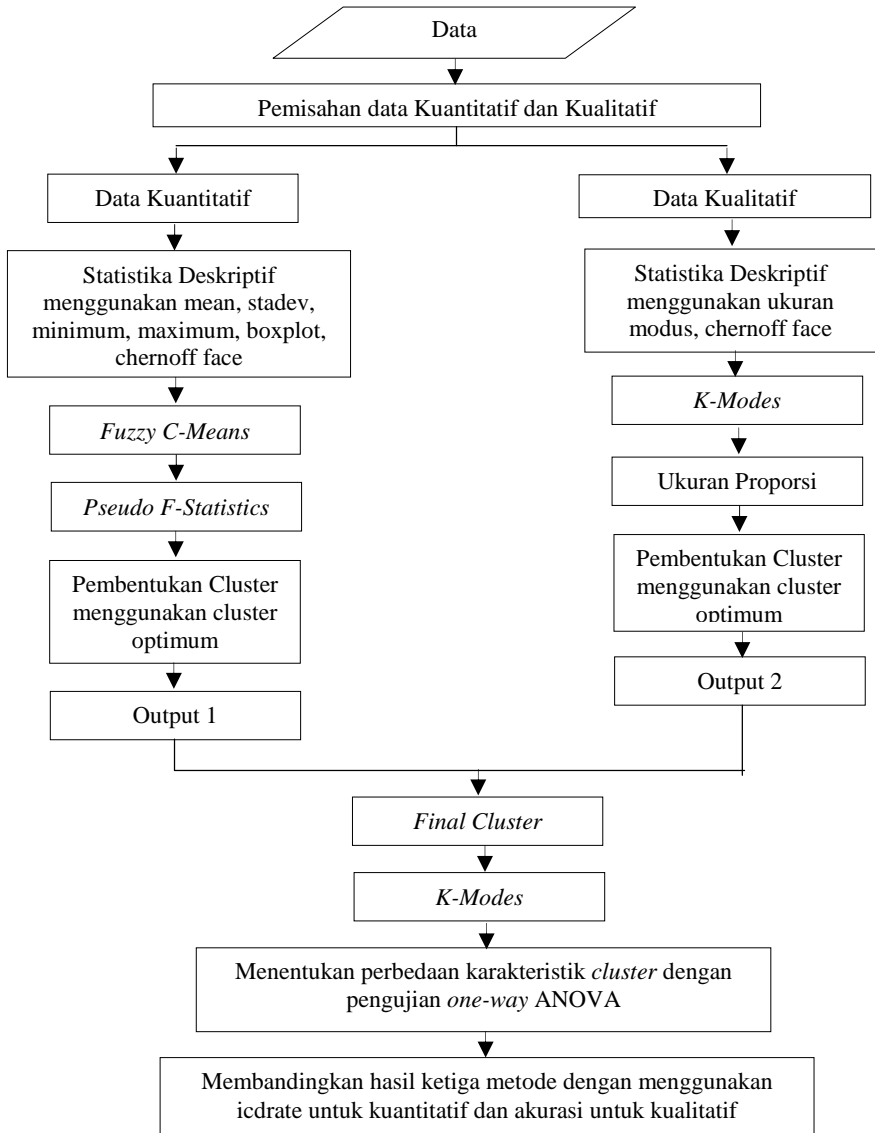 Data
Pemisahan data Kuantitatif dan Kualitatif
Data Kuantitatif
Data Kualitatif
Statistika Deskriptif
menggunakan mean, stadev,
minimum, maximum, boxplot,
chernoff face
Statistika Deskriptif
menggunakan ukuran
modus, chernoff face
Fuzzy C-Means
K-Modes
Pseudo F-Statistics
Ukuran Proporsi
Pembentukan Cluster
menggunakan cluster
optimum
Pembentukan Cluster
menggunakan cluster
optimum
Output 1
Output 2
Final Cluster
K-Modes
Menentukan perbedaan karakteristik cluster dengan
pengujian one-way ANOVA
Membandingkan hasil ketiga metode dengan menggunakan
icdrate untuk kuantitatif dan akurasi untuk kualitatif